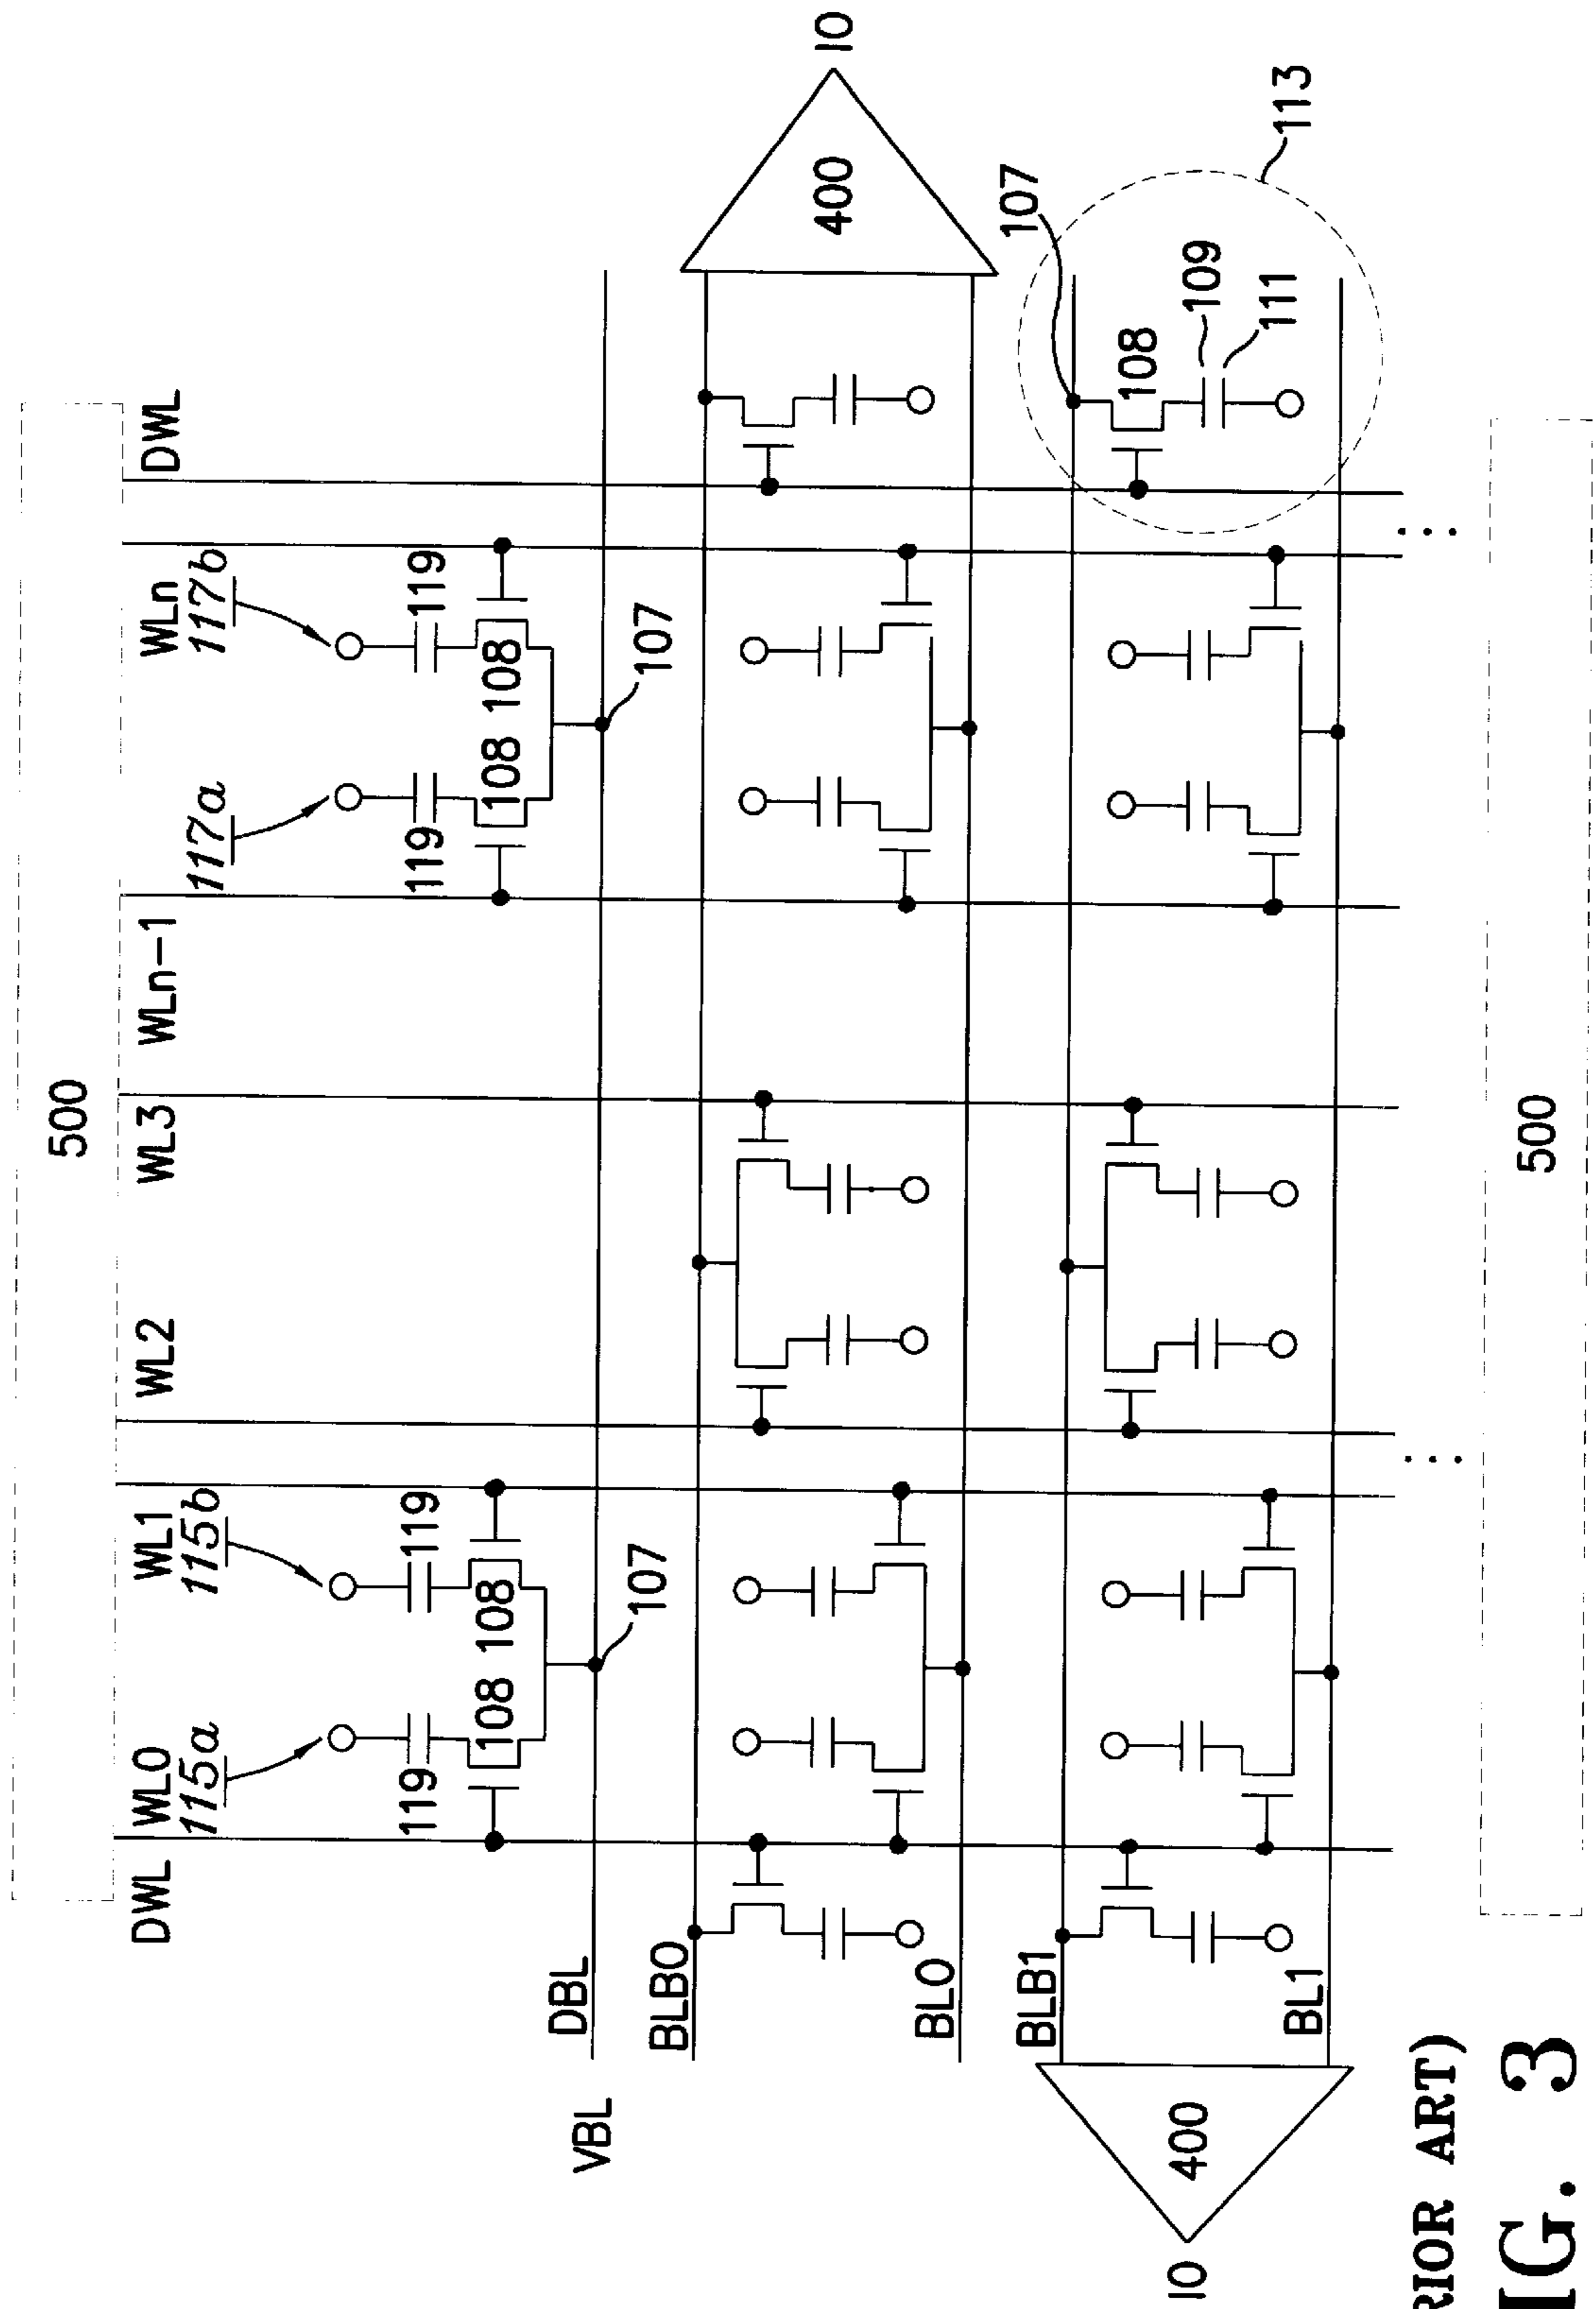 500
DWL WL0 WL1 WL2 WL3 WLn-1 WLn DWL
115a 115b 117a 117b
119 119 119 119
108 108 108 108
VBL DBL
107 107
BLB0
400 IO
BL0
107
BLB1
108
IO 400
109
111
BL1
113
...
...
500
RIOR ART)
IG. 3